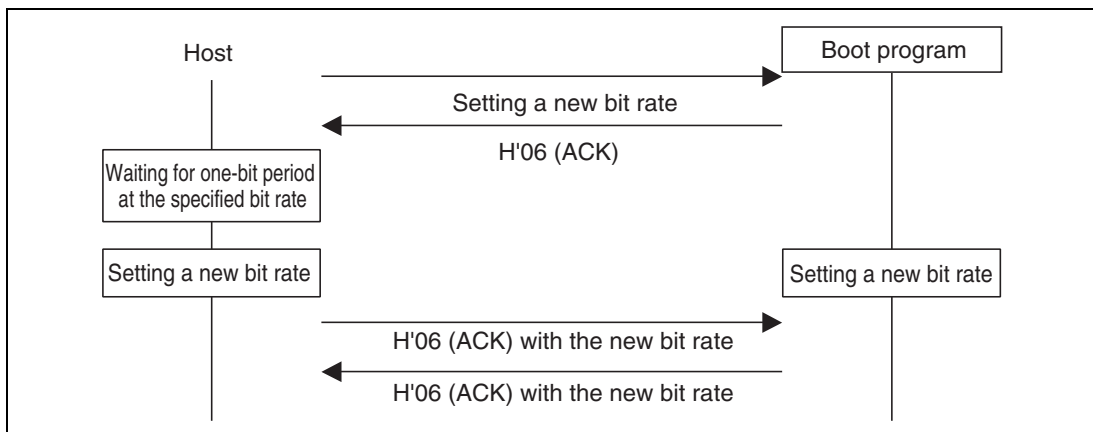 Host
Boot program
Setting a new bit rate
H'06 (ACK)
Waiting for one-bit period
at the specified bit rate
Setting a new bit rate
Setting a new bit rate
H'06 (ACK) with the new bit rate
H'06 (ACK) with the new bit rate